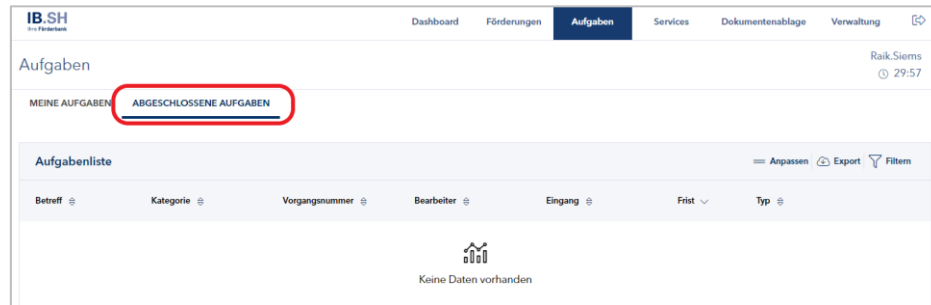 IB.SH
Ihre Förderbank
Dashboard Förderungen Aufgaben Services Dokumentenablage Verwaltung
Aufgaben
Raik.Siems
29:57
MEINE AUFGABEN ABGESCHLOSSENE AUFGABEN
Aufgabenliste
Anpassen Export Filtern
Betreff Kategorie Vorgangsnummer Bearbeiter Eingang Frist Typ
Keine Daten vorhanden